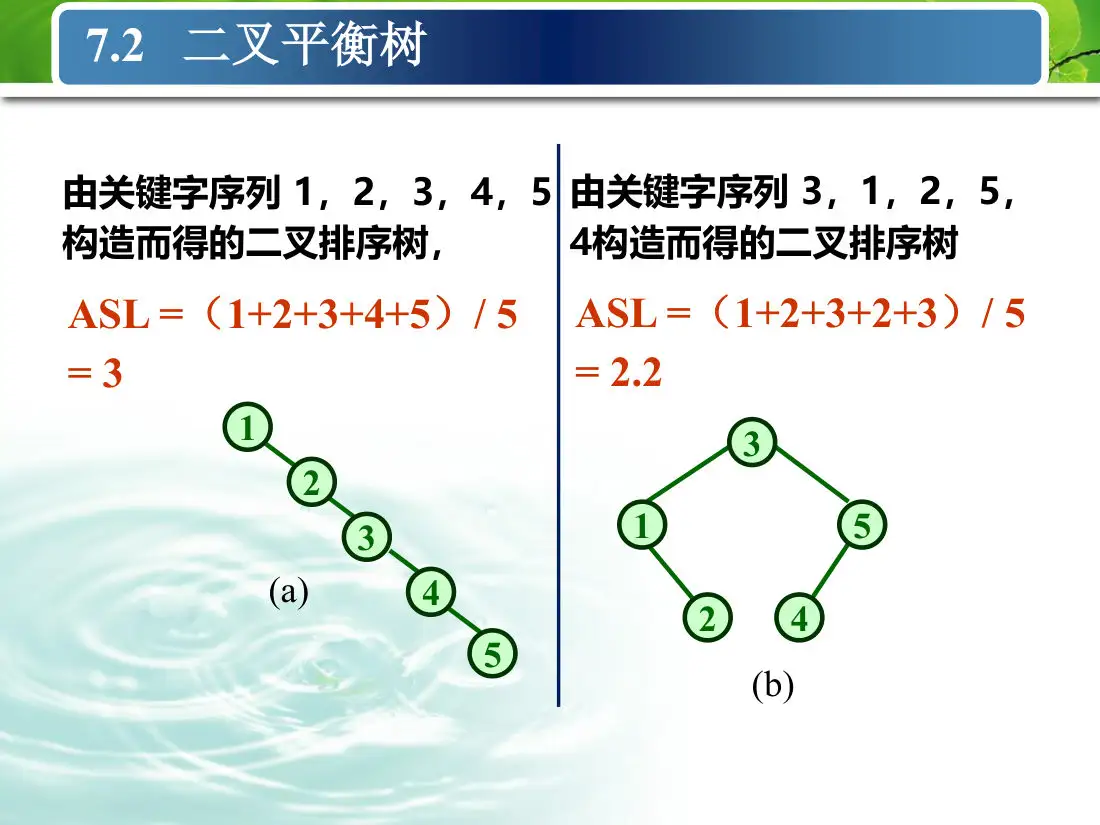 7.2 二叉平衡树
由关键字序列 1，2，3，4，5
构造而得的二叉排序树，
ASL =（1+2+3+4+5）/ 5
= 3
1
2
3
4
5
(a)
由关键字序列 3，1，2，5，
4构造而得的二叉排序树
ASL =（1+2+3+2+3）/ 5
= 2.2
3
1
5
2
4
(b)